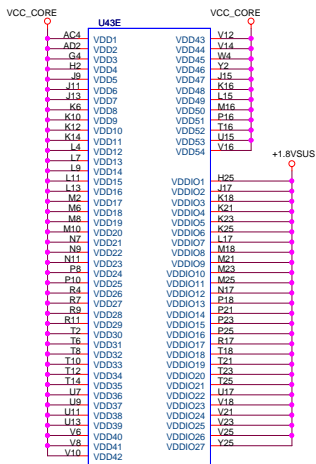 VCC_CORE
U43E
AC4 VDD1
AD2 VDD2
G4 VDD3
H2 VDD4
J9 VDD5
J11 VDD6
J13 VDD7
K6 VDD8
K10 VDD9
K12 VDD10
K14 VDD11
L4 VDD12
L7 VDD13
L9 VDD14
L11 VDD15
L13 VDD16
M2 VDD17
M6 VDD18
M8 VDD19
M10 VDD20
N7 VDD21
N9 VDD22
N11 VDD23
P8 VDD24
P10 VDD25
R4 VDD26
R7 VDD27
R9 VDD28
R11 VDD29
T2 VDD30
T6 VDD31
T8 VDD32
T10 VDD33
T12 VDD34
T14 VDD35
U7 VDD36
U9 VDD37
U11 VDD38
U13 VDD39
V6 VDD40
V8 VDD41
V10 VDD42
VCC_CORE
VDD43 V12
VDD44 V14
VDD45 W4
VDD46 Y2
VDD47 J15
VDD48 K16
VDD49 L15
VDD50 M16
VDD51 P16
VDD52 T16
VDD53 U15
VDD54 V16
+1.8VSUS
VDDIO1 H25
VDDIO2 J17
VDDIO3 K18
VDDIO4 K21
VDDIO5 K23
VDDIO6 K25
VDDIO7 L17
VDDIO8 M18
VDDIO9 M21
VDDIO10 M23
VDDIO11 M25
VDDIO12 N17
VDDIO13 P18
VDDIO14 P21
VDDIO15 P23
VDDIO16 P25
VDDIO17 R17
VDDIO18 T18
VDDIO19 T21
VDDIO20 T23
VDDIO21 T25
VDDIO22 U17
VDDIO23 V18
VDDIO24 V21
VDDIO25 V23
VDDIO26 V25
VDDIO27 Y25